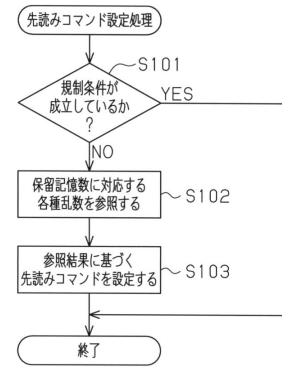 先読みコマンド設定処理
S101
規制条件が
成立しているか
?
YES
NO
保留記憶数に対応する
各種乱数を参照する
S102
参照結果に基づく
先読みコマンドを設定する
S103
終了